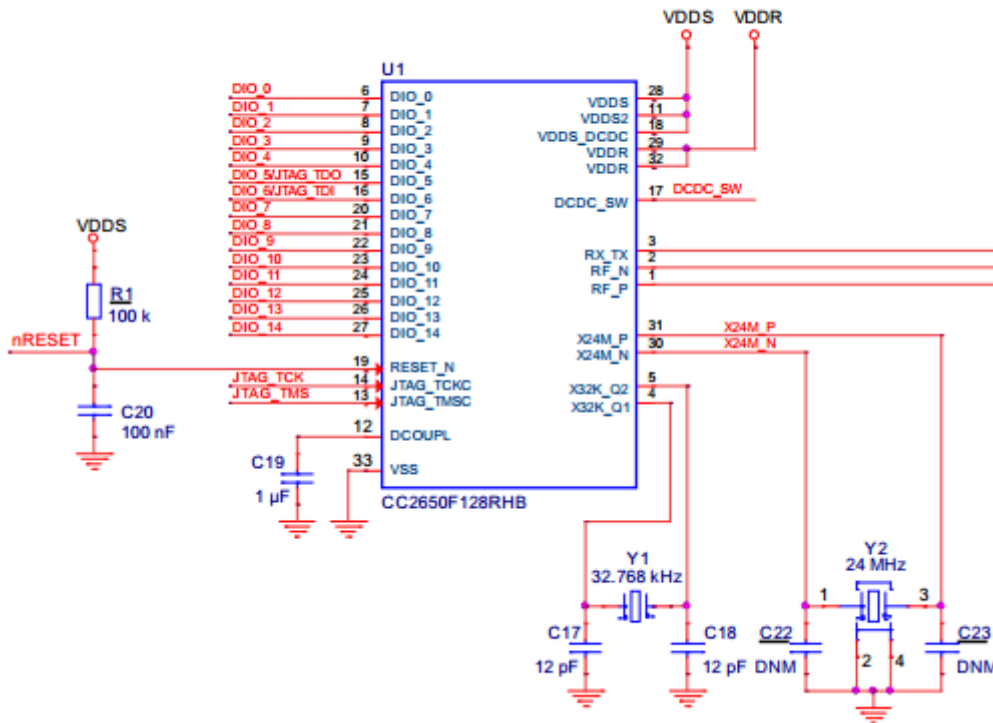 VDDS VDDR
U1
DIO_0 6 DIO_0
DIO_1 7 DIO_1
DIO_2 8 DIO_2
DIO_3 9 DIO_3
DIO_4 10 DIO_4
DIO_5/JTAG_TDO 15 DIO_5
DIO_6/JTAG_TDI 16 DIO_6
DIO_7 20 DIO_7
DIO_8 21 DIO_8
DIO_9 22 DIO_9
DIO_10 23 DIO_10
DIO_11 24 DIO_11
DIO_12 25 DIO_12
DIO_13 26 DIO_13
DIO_14 27 DIO_14
19 RESET_N
JTAG_TCK 14 JTAG_TCKC
JTAG_TMS 13 JTAG_TMSC
12 DCOUPL
33 VSS
VDDS 28
VDDS2 11
VDDS_DCDC 18
VDDR 29
VDDR 32
DCDC_SW 17 DCDC_SW
RX_TX 3
RF_N 2
RF_P 1
X24M_P 31 X24M_P
X24M_N 30 X24M_N
X32K_Q2 5
X32K_Q1 4
CC2650F128RHB
VDDS
R1
100 k
nRESET
C20
100 nF
C19
1 µF
Y1
32.768 kHz
C17
12 pF
C18
12 pF
Y2
24 MHz
1 3
2 4
C22
DNM
C23
DNM